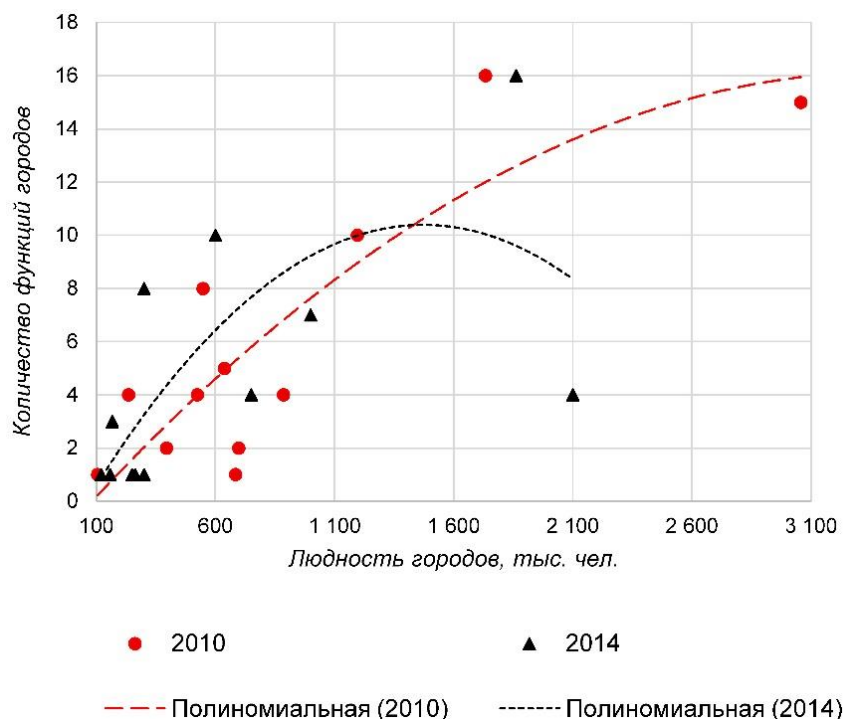 Количество функций городов
18
16
14
12
10
8
6
4
2
0
100 600 1 100 1 600 2 100 2 600 3 100
Людность городов, тыс. чел.
2010 2014
Полиномиальная (2010) Полиномиальная (2014)